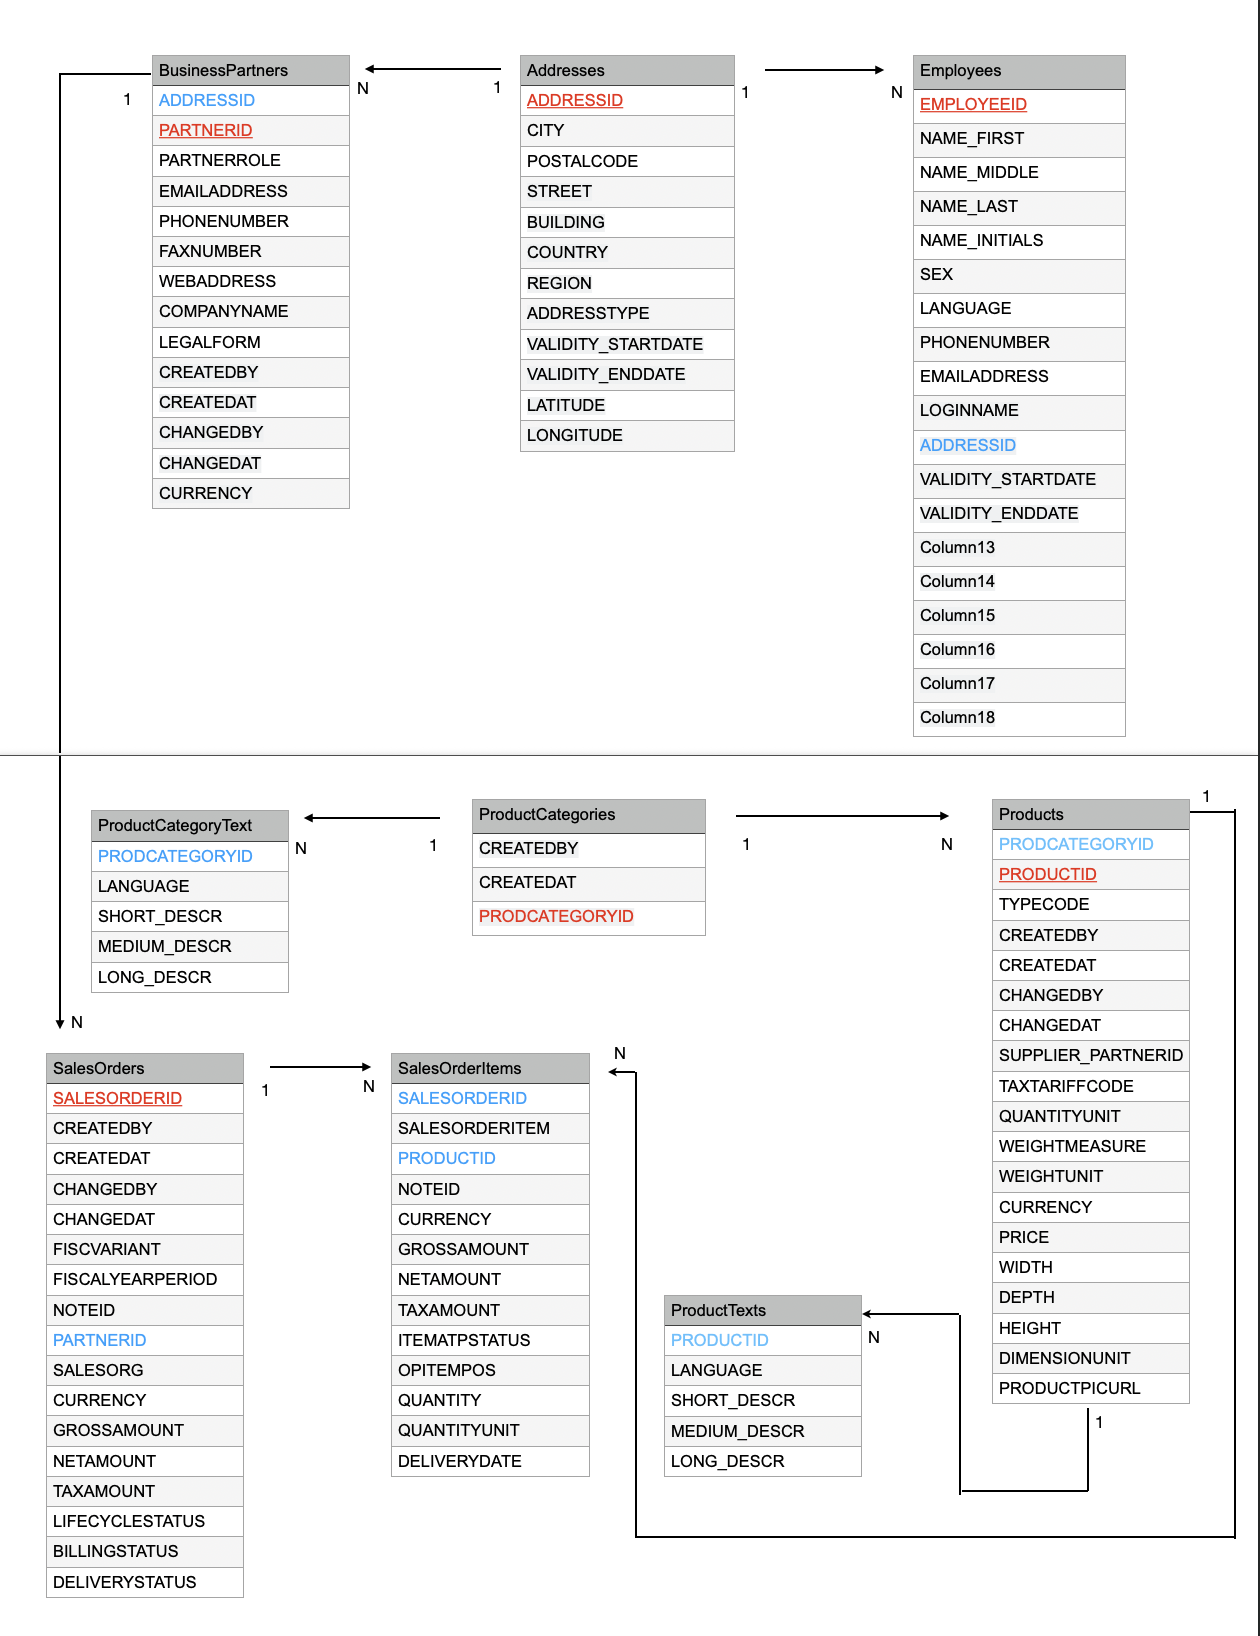 BusinessPartners
1
ADDRESSID
PARTNERID
PARTNERROLE
EMAILADDRESS
PHONENUMBER
FAXNUMBER
WEBADDRESS
COMPANYNAME
LEGALFORM
CREATEDBY
CREATEDAT
CHANGEDBY
CHANGEDAT
CURRENCY
N
1
Addresses
ADDRESSID
CITY
POSTALCODE
STREET
BUILDING
COUNTRY
REGION
ADDRESSTYPE
VALIDITY_STARTDATE
VALIDITY_ENDDATE
LATITUDE
LONGITUDE
1
N
Employees
EMPLOYEEID
NAME_FIRST
NAME_MIDDLE
NAME_LAST
NAME_INITIALS
SEX
LANGUAGE
PHONENUMBER
EMAILADDRESS
LOGINNAME
ADDRESSID
VALIDITY_STARTDATE
VALIDITY_ENDDATE
Column13
Column14
Column15
Column16
Column17
Column18
ProductCategoryText
PRODCATEGORYID
LANGUAGE
SHORT_DESCR
MEDIUM_DESCR
LONG_DESCR
N
1
ProductCategories
CREATEDBY
CREATEDAT
PRODCATEGORYID
1
N
Products
1
PRODCATEGORYID
PRODUCTID
TYPECODE
CREATEDBY
CREATEDAT
CHANGEDBY
CHANGEDAT
SUPPLIER_PARTNERID
TAXTARIFFCODE
QUANTITYUNIT
WEIGHTMEASURE
WEIGHTUNIT
CURRENCY
PRICE
WIDTH
DEPTH
HEIGHT
DIMENSIONUNIT
PRODUCTPICURL
1
N
SalesOrders
SALESORDERID
CREATEDBY
CREATEDAT
CHANGEDBY
CHANGEDAT
FISCVARIANT
FISCALYEARPERIOD
NOTEID
PARTNERID
SALESORG
CURRENCY
GROSSAMOUNT
NETAMOUNT
TAXAMOUNT
LIFECYCLESTATUS
BILLINGSTATUS
DELIVERYSTATUS
1
N
SalesOrderItems
SALESORDERID
SALESORDERITEM
PRODUCTID
NOTEID
CURRENCY
GROSSAMOUNT
NETAMOUNT
TAXAMOUNT
ITEMATPSTATUS
OPITEMPOS
QUANTITY
QUANTITYUNIT
DELIVERYDATE
N
ProductTexts
PRODUCTID
LANGUAGE
SHORT_DESCR
MEDIUM_DESCR
LONG_DESCR
N